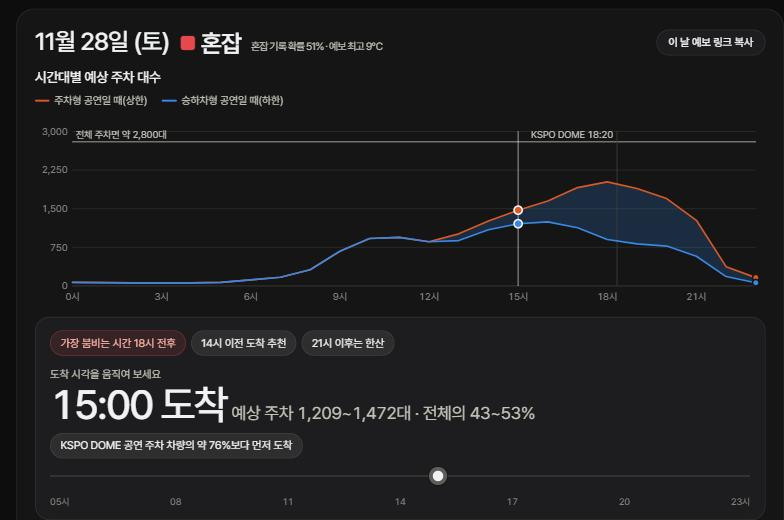 11월 28일 (토) 혼잡 혼잡 기록 확률 51% · 예보 최고 9°C 이 날 예보 링크 복사
시간대별 예상 주차 대수
주차형 공연일 때(상한) 승하차형 공연일 때(하한)
3,000 전체 주차면 약 2,800대 KSPO DOME 18:20
2,250
1,500
750
0
0시 3시 6시 9시 12시 15시 18시 21시
가장 붐비는 시간 18시 전후 14시 이전 도착 추천 21시 이후는 한산
도착 시각을 움직여 보세요
15:00 도착 예상 주차 1,209~1,472대 · 전체의 43~53%
KSPO DOME 공연 주차 차량의 약 76%보다 먼저 도착
05시 08 11 14 17 20 23시